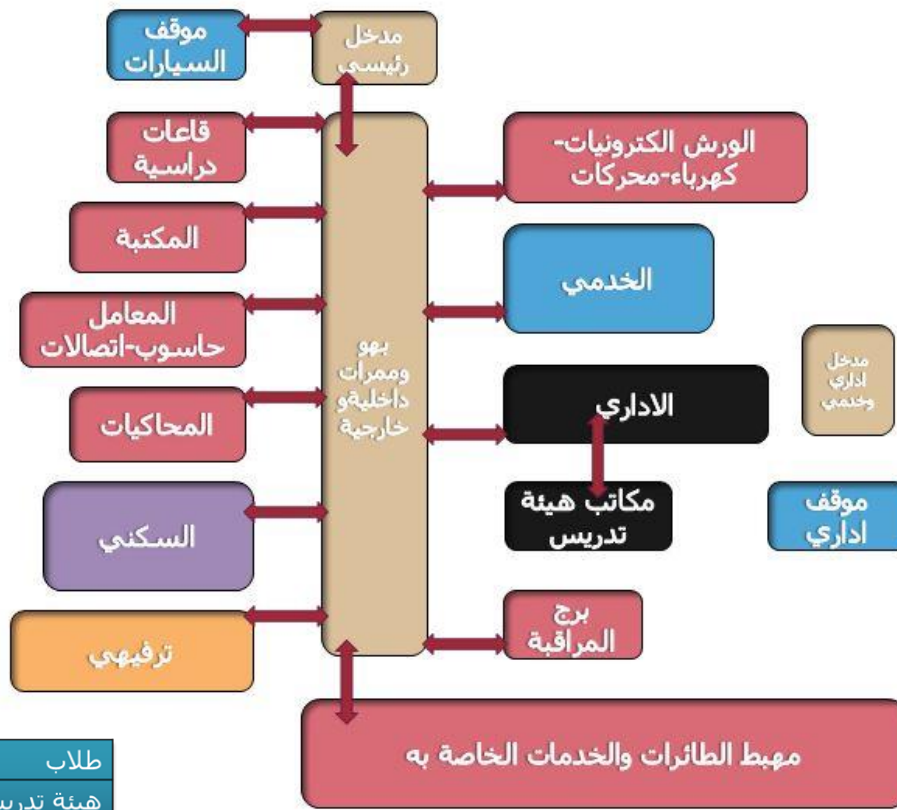 موقف
السيارات
مدخل
رئيسي
قاعات
دراسية
الورش الكترونيات-
كهرباء-محركات
المكتبة
الخدمي
المعامل
حاسوب-اتصالات
بهو
وممرات
داخليةو
خارجية
مدخل
اداري
وخدمي
الاداري
المحاكيات
السكني
مكاتب هيئة
تدريس
موقف
اداري
برج
المراقبة
ترفيهي
مهبط الطائرات والخدمات الخاصة به
طلاب
هيئة